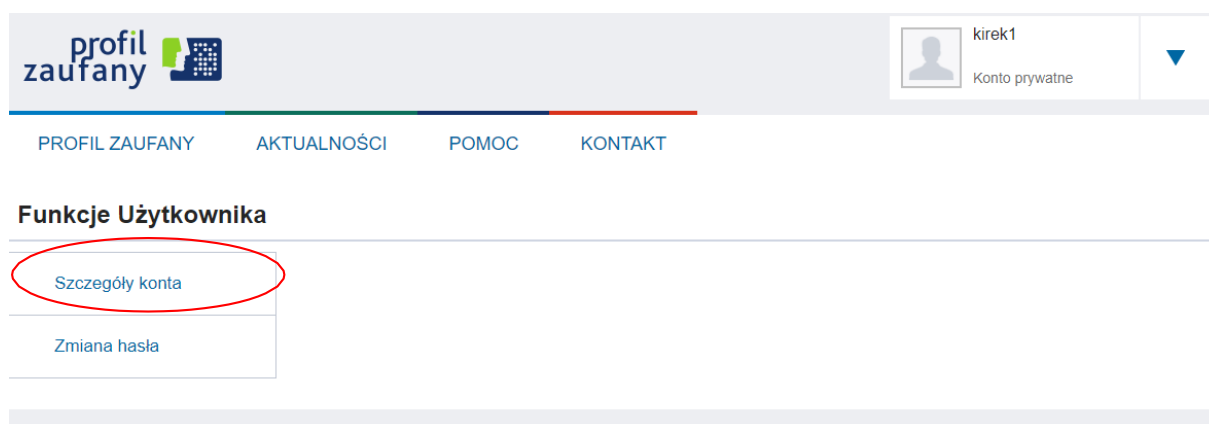 profil
zaufany
kirek1
Konto prywatne
PROFIL ZAUFANY AKTUALNOŚCI POMOC KONTAKT
Funkcje Użytkownika
Szczegóły konta
Zmiana hasła